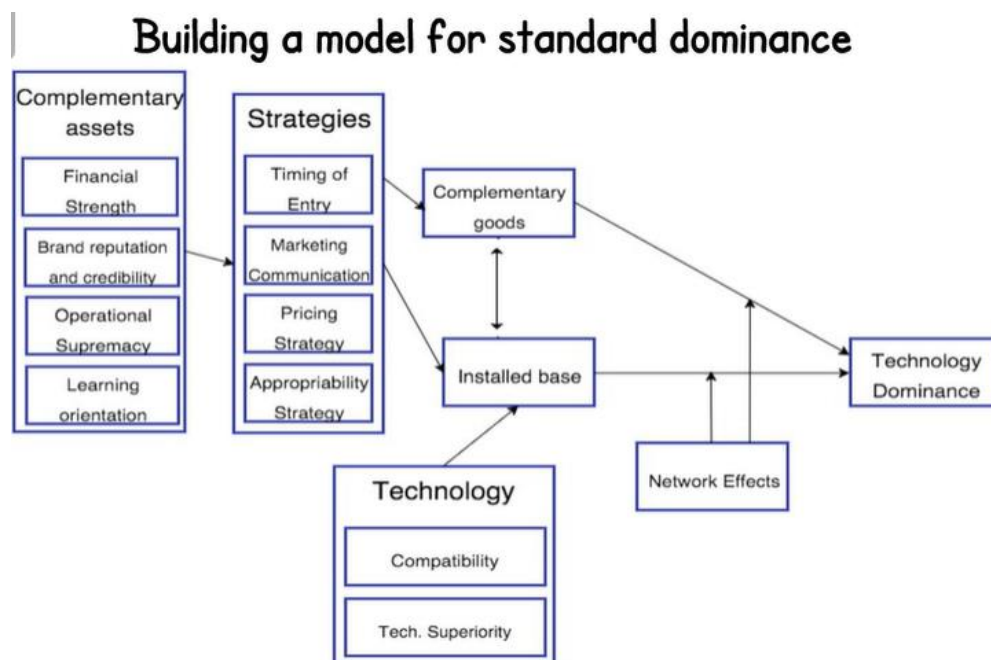 Building a model for standard dominance
Complementary
assets
Financial
Strength
Brand reputation
and credibility
Operational
Supremacy
Learning
orientation
Strategies
Timing of
Entry
Marketing
Communication
Pricing
Strategy
Appropriability
Strategy
Complementary
goods
Installed base
Technology
Compatibility
Tech. Superiority
Network Effects
Technology
Dominance